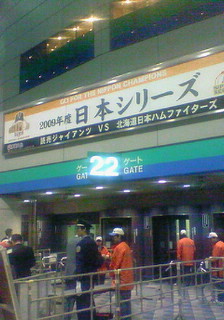 BATTLE FOR THE NIPPON CHAMPIONS
2009年度 日本シリーズ
読売ジャイアンツ VS 北海道日本ハムファイターズ
ゲート 22 ゲート
GATE 22 GATE